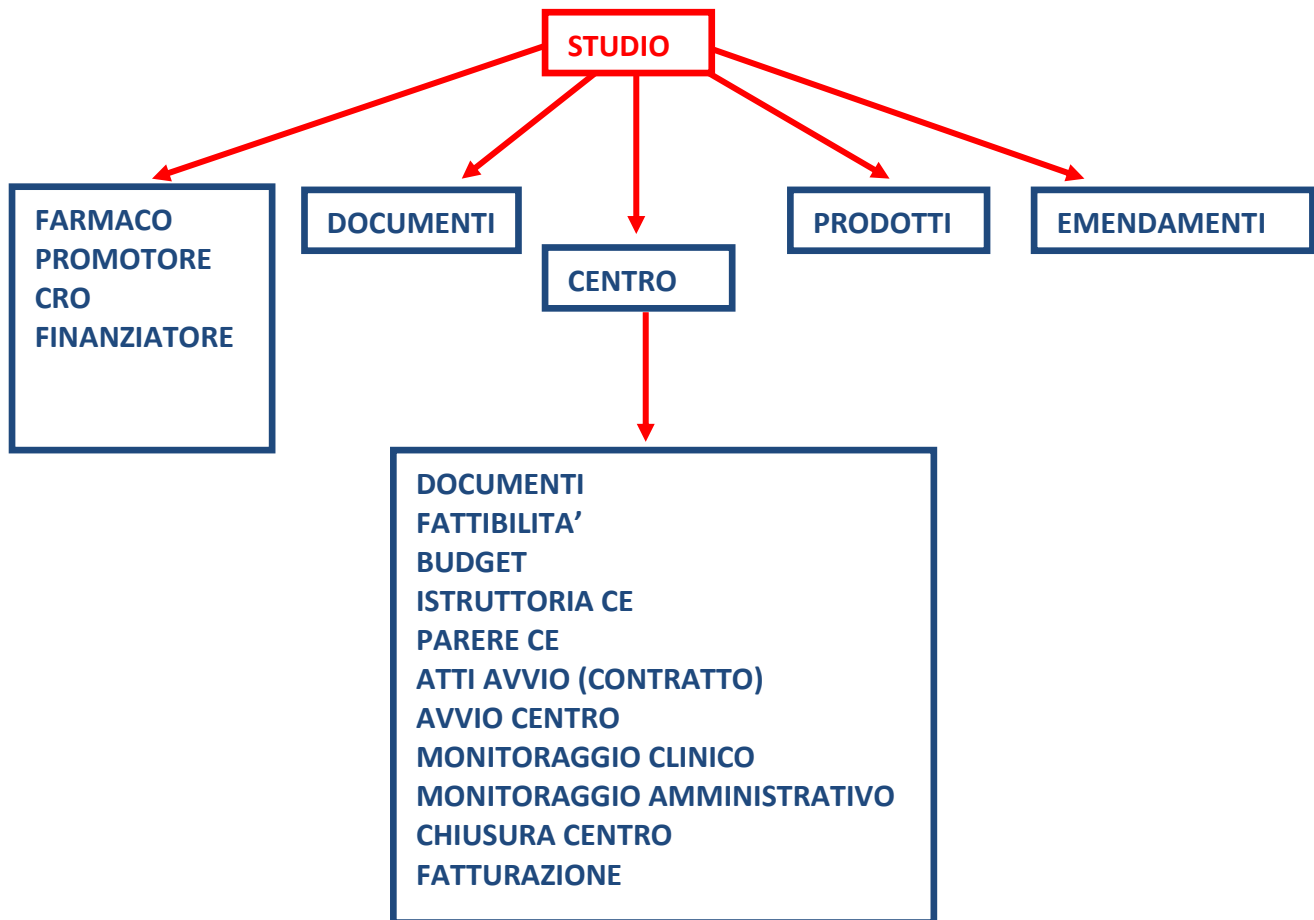 STUDIO
FARMACO
PROMOTORE
CRO
FINANZIATORE
DOCUMENTI
CENTRO
PRODOTTI
EMENDAMENTI
DOCUMENTI
FATTIBILITA’
BUDGET
ISTRUTTORIA CE
PARERE CE
ATTI AVVIO (CONTRATTO)
AVVIO CENTRO
MONITORAGGIO CLINICO
MONITORAGGIO AMMINISTRATIVO
CHIUSURA CENTRO
FATTURAZIONE